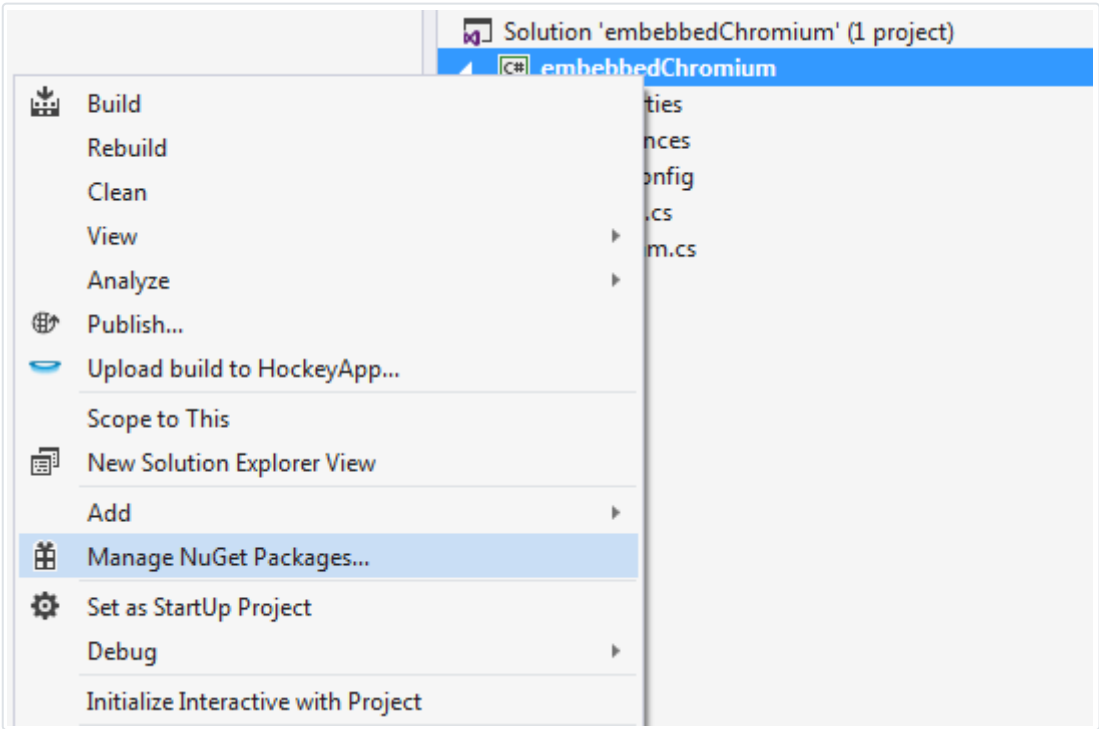 Solution 'embebbedChromium' (1 project)
C# embebbedChromium
Build
ties
Rebuild
nces
onfig
Clean
.cs
View
m.cs
Analyze
Publish...
Upload build to HockeyApp...
Scope to This
New Solution Explorer View
Add
Manage NuGet Packages...
Set as StartUp Project
Debug
Initialize Interactive with Project